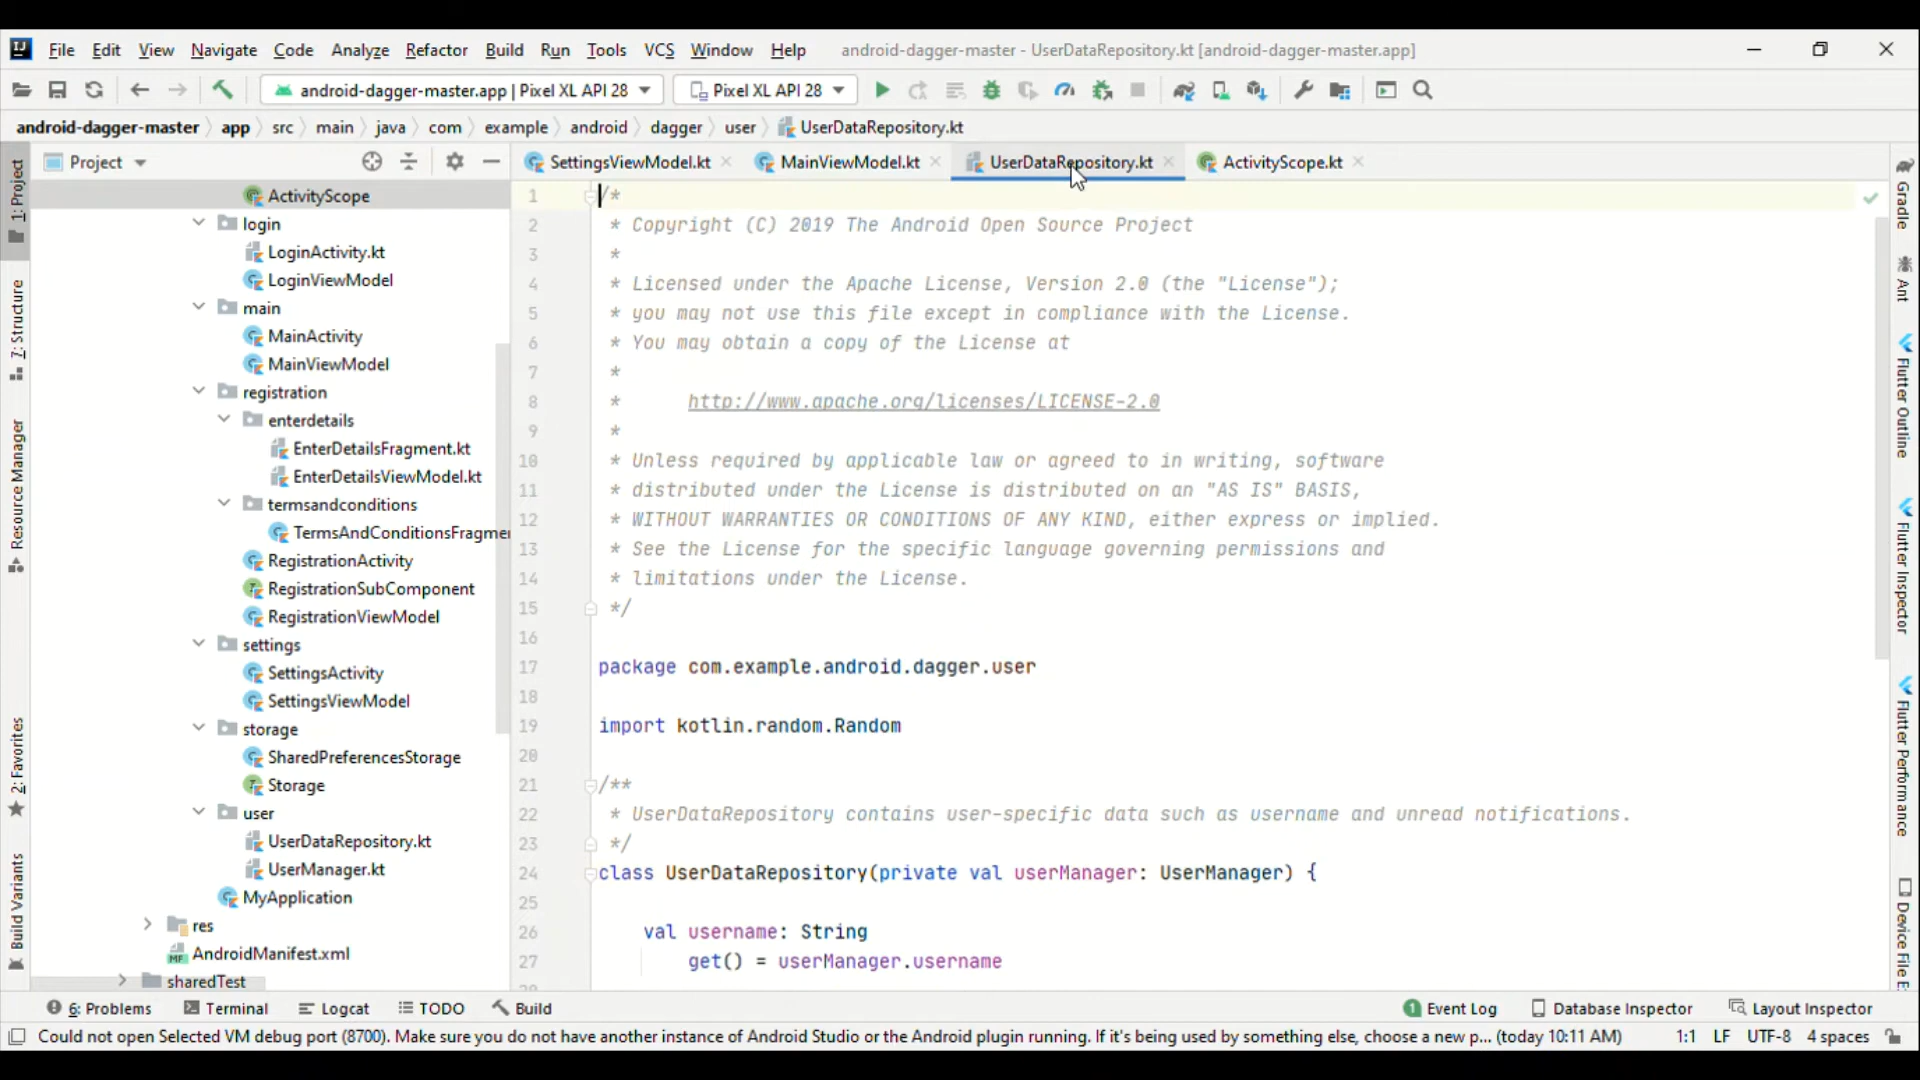 File Edit View Navigate Code Analyze Refactor Build Run Tools VCS Window Help android-dagger-master - UserDataRepository.kt [android-dagger-master.app]
android-dagger-master.app | Pixel XL API 28 Pixel XL API 28
android-dagger-master app src main java com example android dagger user UserDataRepository.kt
Project SettingsViewModel.kt MainViewModel.kt UserDataRepository.kt ActivityScope.kt
1: Project
7: Structure
Resource Manager
2: Favorites
Build Variants
ActivityScope
login
LoginActivity.kt
LoginViewModel
main
MainActivity
MainViewModel
registration
enterdetails
EnterDetailsFragment.kt
EnterDetailsViewModel.kt
termsandconditions
TermsAndConditionsFragmer
RegistrationActivity
RegistrationSubComponent
RegistrationViewModel
settings
SettingsActivity
SettingsViewModel
storage
SharedPreferencesStorage
Storage
user
UserDataRepository.kt
UserManager.kt
MyApplication
res
AndroidManifest.xml
sharedTest
1 /*
2 * Copyright (C) 2019 The Android Open Source Project
3 *
4 * Licensed under the Apache License, Version 2.0 (the "License");
5 * you may not use this file except in compliance with the License.
6 * You may obtain a copy of the License at
7 *
8 * http://www.apache.org/licenses/LICENSE-2.0
9 *
10 * Unless required by applicable law or agreed to in writing, software
11 * distributed under the License is distributed on an "AS IS" BASIS,
12 * WITHOUT WARRANTIES OR CONDITIONS OF ANY KIND, either express or implied.
13 * See the License for the specific language governing permissions and
14 * limitations under the License.
15 */
16
17 package com.example.android.dagger.user
18
19 import kotlin.random.Random
20
21 /**
22 * UserDataRepository contains user-specific data such as username and unread notifications.
23 */
24 class UserDataRepository(private val userManager: UserManager) {
25
26 val username: String
27 get() = userManager.username
Gradle
Ant
Flutter Outline
Flutter Inspector
Flutter Performance
Device File E
6: Problems Terminal Logcat TODO Build 1 Event Log Database Inspector Layout Inspector
Could not open Selected VM debug port (8700). Make sure you do not have another instance of Android Studio or the Android plugin running. If it's being used by something else, choose a new p... (today 10:11 AM) 1:1 LF UTF-8 4 spaces